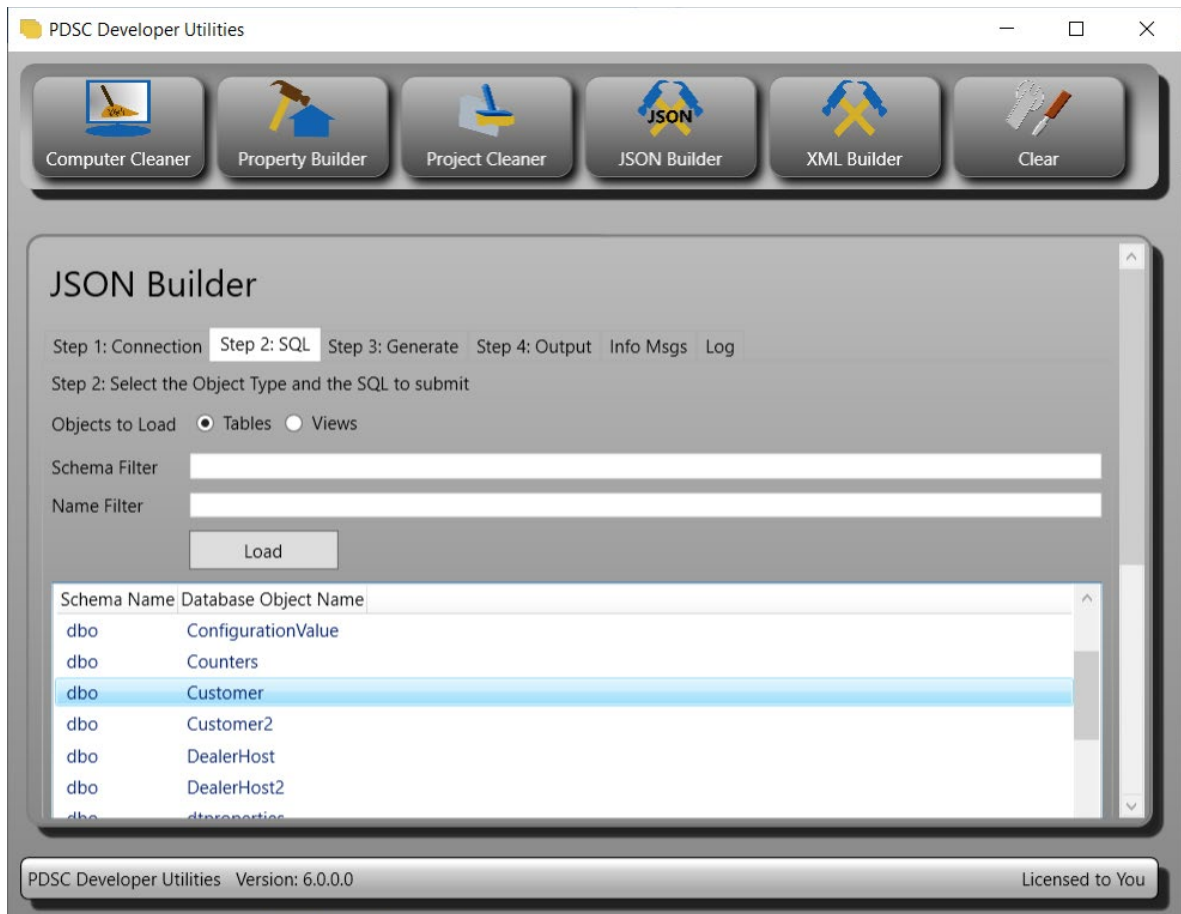 PDSC Developer Utilities
Computer Cleaner Property Builder Project Cleaner JSON JSON Builder XML Builder Clear
JSON Builder
Step 1: Connection Step 2: SQL Step 3: Generate Step 4: Output Info Msgs Log
Step 2: Select the Object Type and the SQL to submit
Objects to Load Tables Views
Schema Filter
Name Filter
Load
Schema Name Database Object Name
dbo ConfigurationValue
dbo Counters
dbo Customer
dbo Customer2
dbo DealerHost
dbo DealerHost2
dbo dtproperties
PDSC Developer Utilities Version: 6.0.0.0 Licensed to You